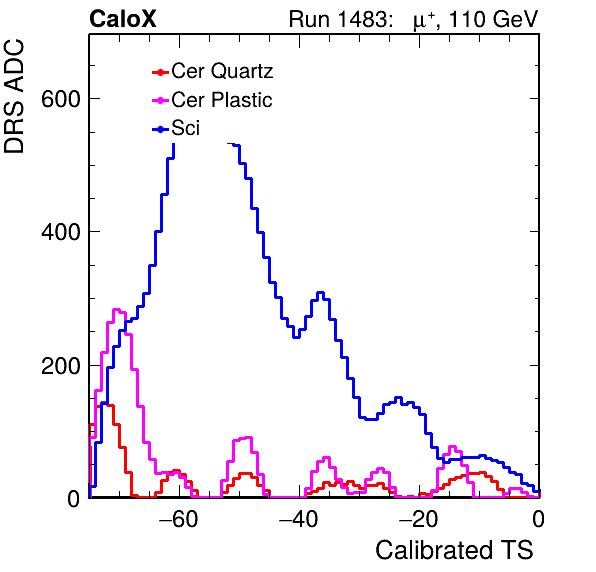 CaloX Run 1483: μ⁺, 110 GeV
DRS ADC
Cer Quartz
Cer Plastic
Sci
600
400
200
0
−60 −40 −20 0
Calibrated TS